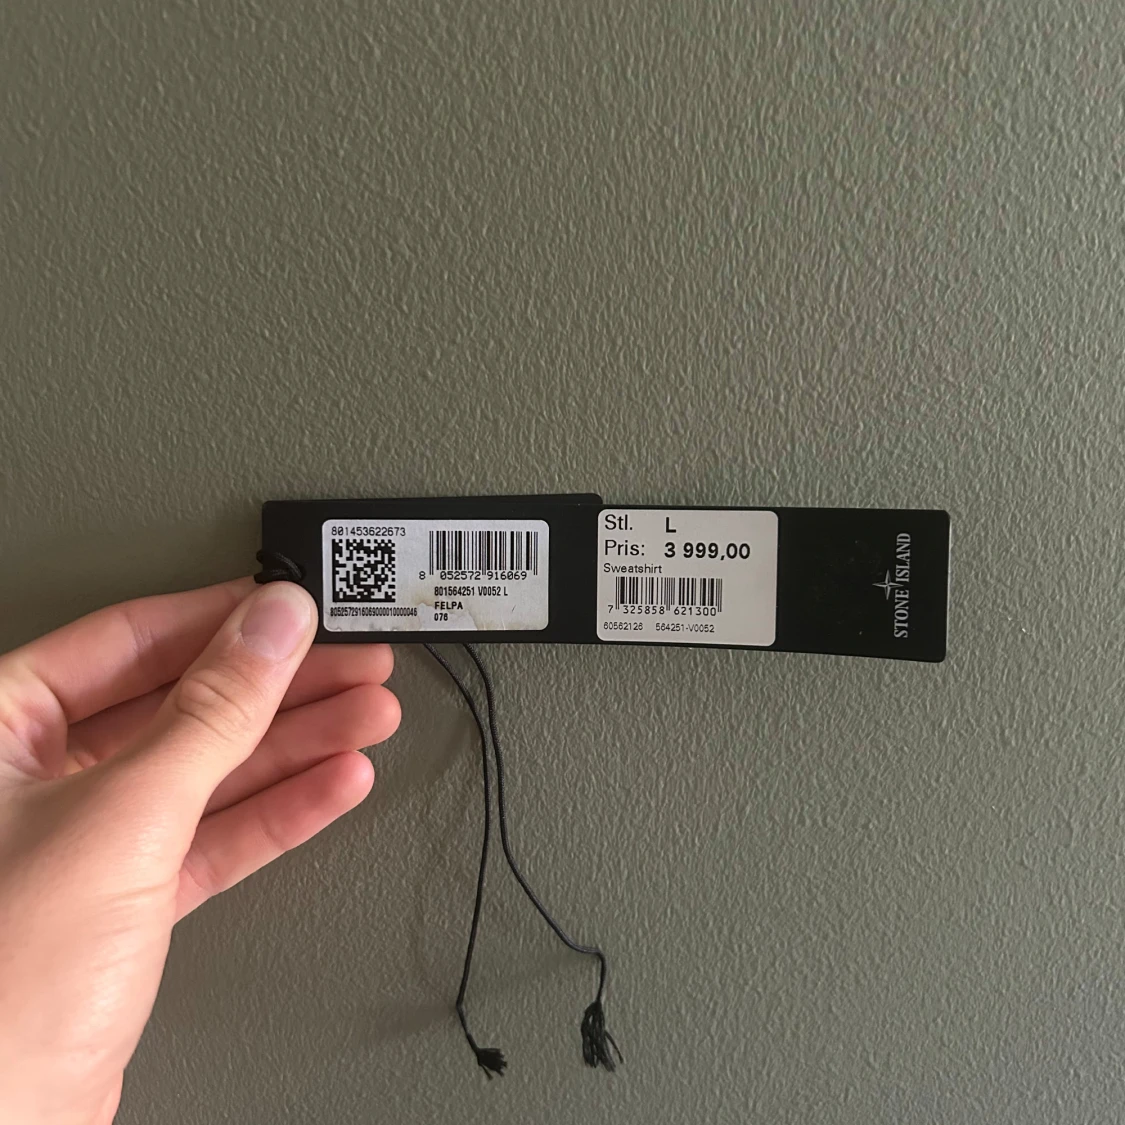 801453622673
8 052572 916069
801564251 V0052 L
8052572916069000010000046
FELPA
076
Stl. L
Pris: 3 999,00
Sweatshirt
7 325858 621300
60562126 564251-V0052
STONE ISLAND